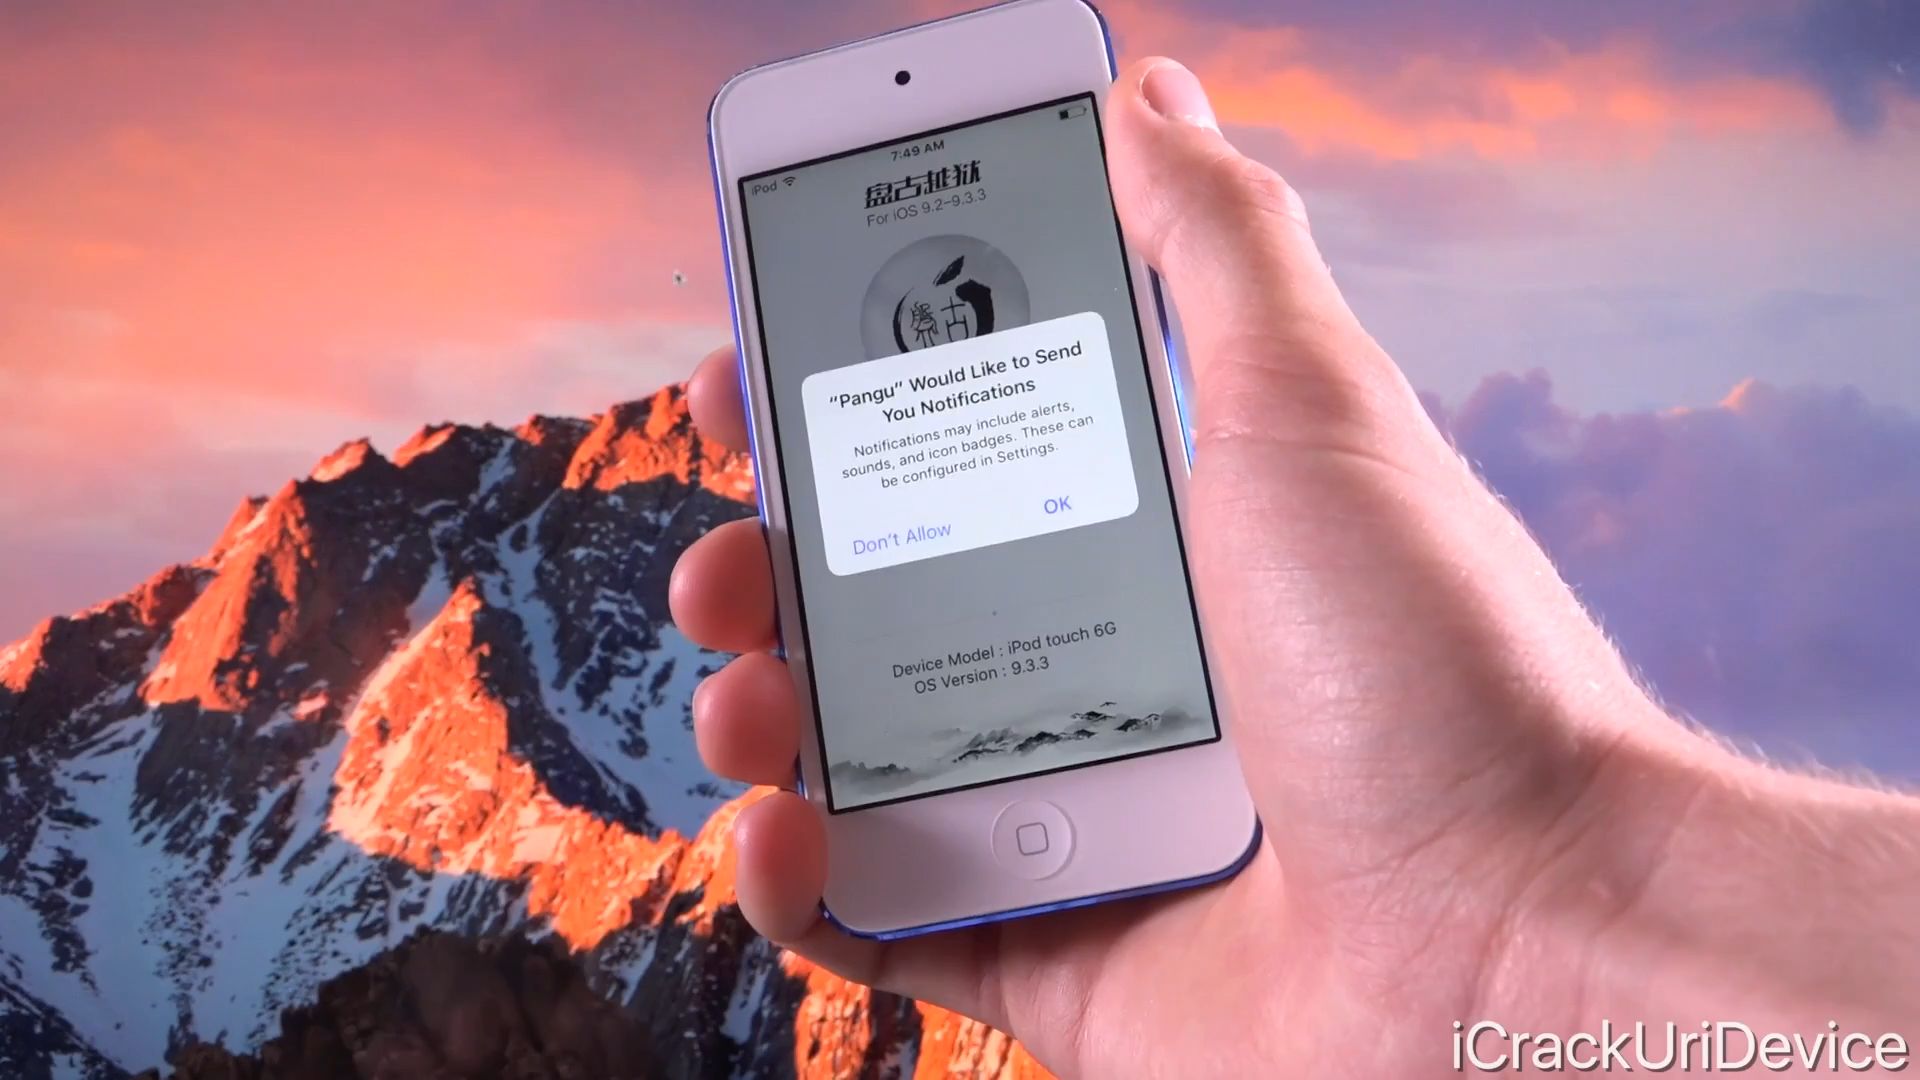 7:49 AM
iPod
盘古越狱
For iOS 9.2-9.3.3
盤古
“Pangu” Would Like to Send
You Notifications
Notifications may include alerts,
sounds, and icon badges. These can
be configured in Settings.
Don’t Allow
OK
Device Model : iPod touch 6G
OS Version : 9.3.3
iCrackUriDevice